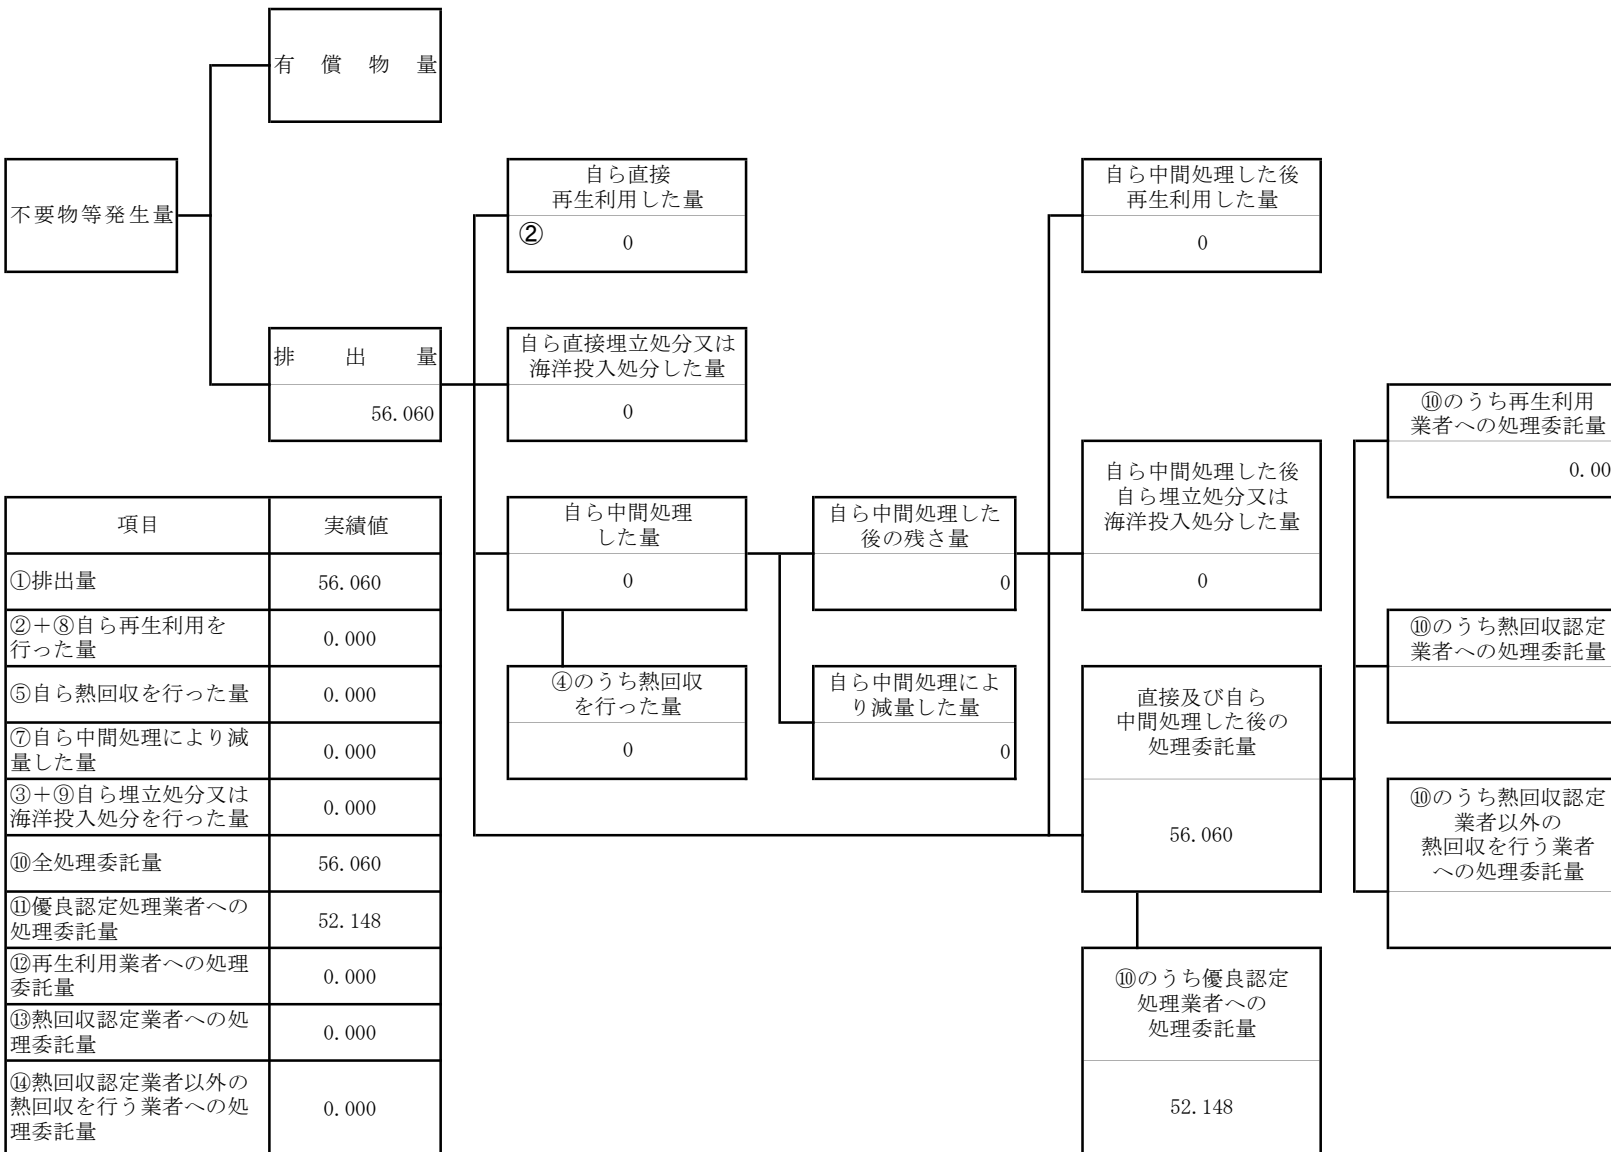 有償物量
不要物等発生量
自ら直接
再生利用した量
② 0
自ら中間処理した後
再生利用した量
0
排出量
56.060
自ら直接埋立処分又は
海洋投入処分した量
0
⑩のうち再生利用
業者への処理委託量
0.00
自ら中間処理した後
自ら埋立処分又は
海洋投入処分した量
0
自ら中間処理
した量
0
自ら中間処理した
後の残さ量
0
④のうち熱回収
を行った量
0
自ら中間処理によ
り減量した量
0
⑩のうち熱回収認定
業者への処理委託量
直接及び自ら
中間処理した後の
処理委託量
56.060
⑩のうち熱回収認定
業者以外の
熱回収を行う業者
への処理委託量
⑩のうち優良認定
処理業者への
処理委託量
52.148
項目 実績値
①排出量 56.060
②+⑧自ら再生利用を
行った量 0.000
⑤自ら熱回収を行った量 0.000
⑦自ら中間処理により減
量した量 0.000
③+⑨自ら埋立処分又は
海洋投入処分を行った量 0.000
⑩全処理委託量 56.060
⑪優良認定処理業者への
処理委託量 52.148
⑫再生利用業者への処理
委託量 0.000
⑬熱回収認定業者への処
理委託量 0.000
⑭熱回収認定業者以外の
熱回収を行う業者への処
理委託量 0.000